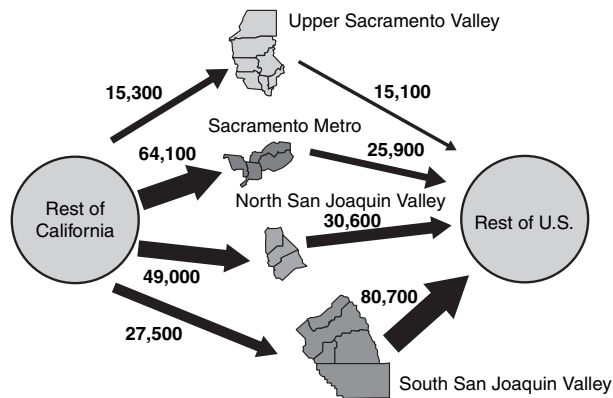 Upper Sacramento Valley
15,300
15,100
Sacramento Metro
64,100
25,900
North San Joaquin Valley
30,600
Rest of
California
Rest of U.S.
49,000
80,700
27,500
South San Joaquin Valley